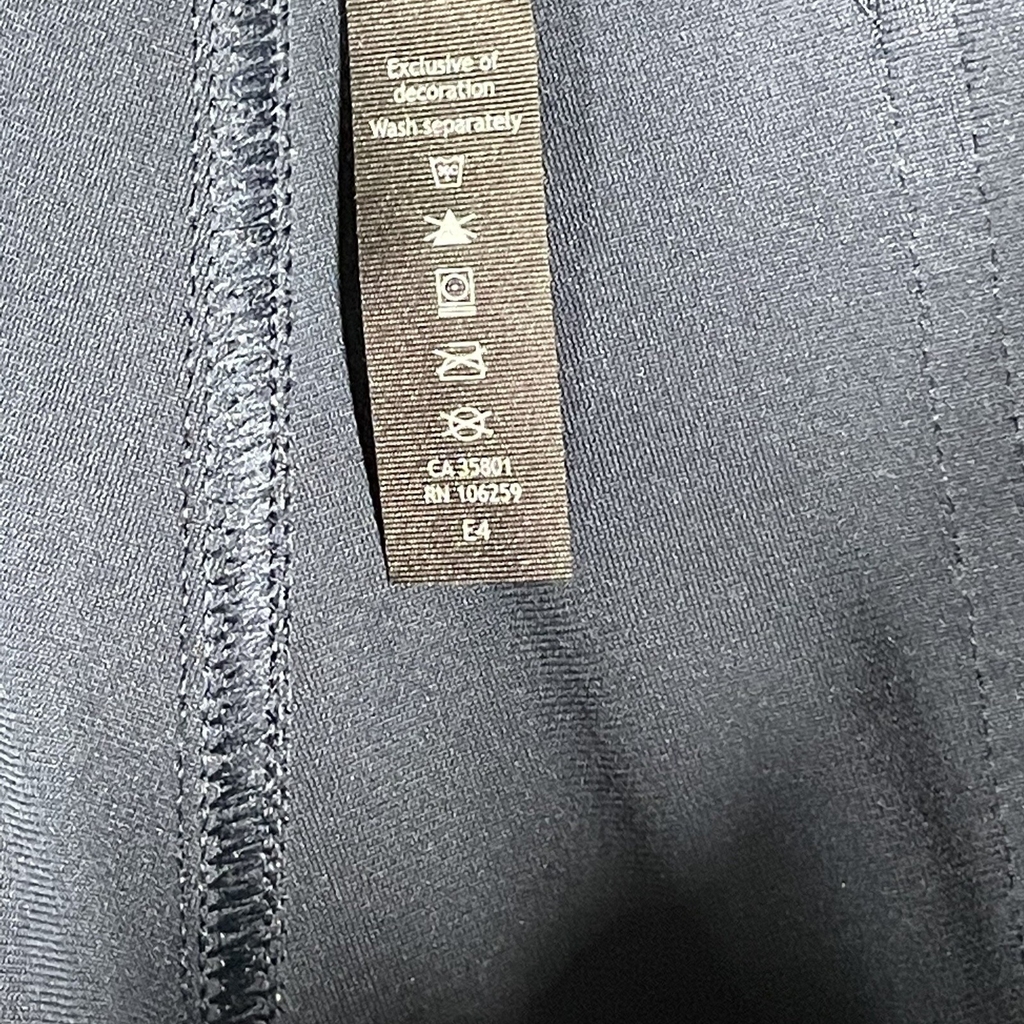 Exclusive of
decoration
Wash separately
CA 35801
RN 106259
E4